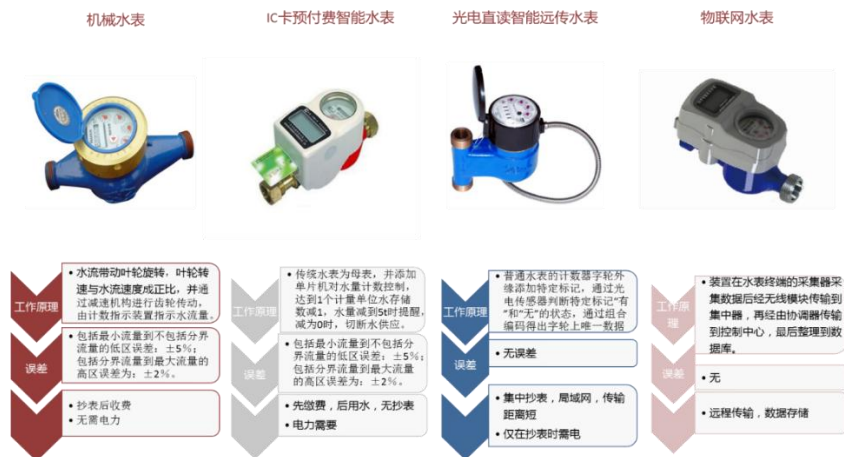 机械水表
IC卡预付费智能水表
光电直读智能远传水表
物联网水表
工作原理
• 水流带动叶轮旋转，叶轮转
速与水流速度成正比，并通
过减速机构进行齿轮传动，
由计数指示装置指示水流量。
误差
包括最小流量到不包括分界
流量的低区误差：±5%；
包括分界流量到最大流量的
高区误差为：±2%。
• 抄表后收费
• 无需电力
工作原理
• 传统水表为母表，并添加
单片机对水量计数控制，
达到1个计量单位水存储
数减1，水量减到5t时提醒，
减为0时，切断水供应。
误差
• 包括最小流量到不包括分
界流量的低区误差：±5%；
包括分界流量到最大流量
的高区误差为：±2%。
• 先缴费，后用水，无抄表
• 电力需要
工作原理
• 普通水表的计数器字轮外
缘添加特定标记，通过光
电传感器判断特定标记"有
"和"无"的状态，通过组合
编码得出字轮上唯一数据
误差
• 无误差
• 集中抄表，局域网，传输
距离短
• 仅在抄表时需电
工作原
理
• 装置在水表终端的采集器采
集数据后经无线模块传输到
集中器，再经由协调器传输
到控制中心，最后整理到数
据库。
误差
• 无
• 远程传输，数据存储